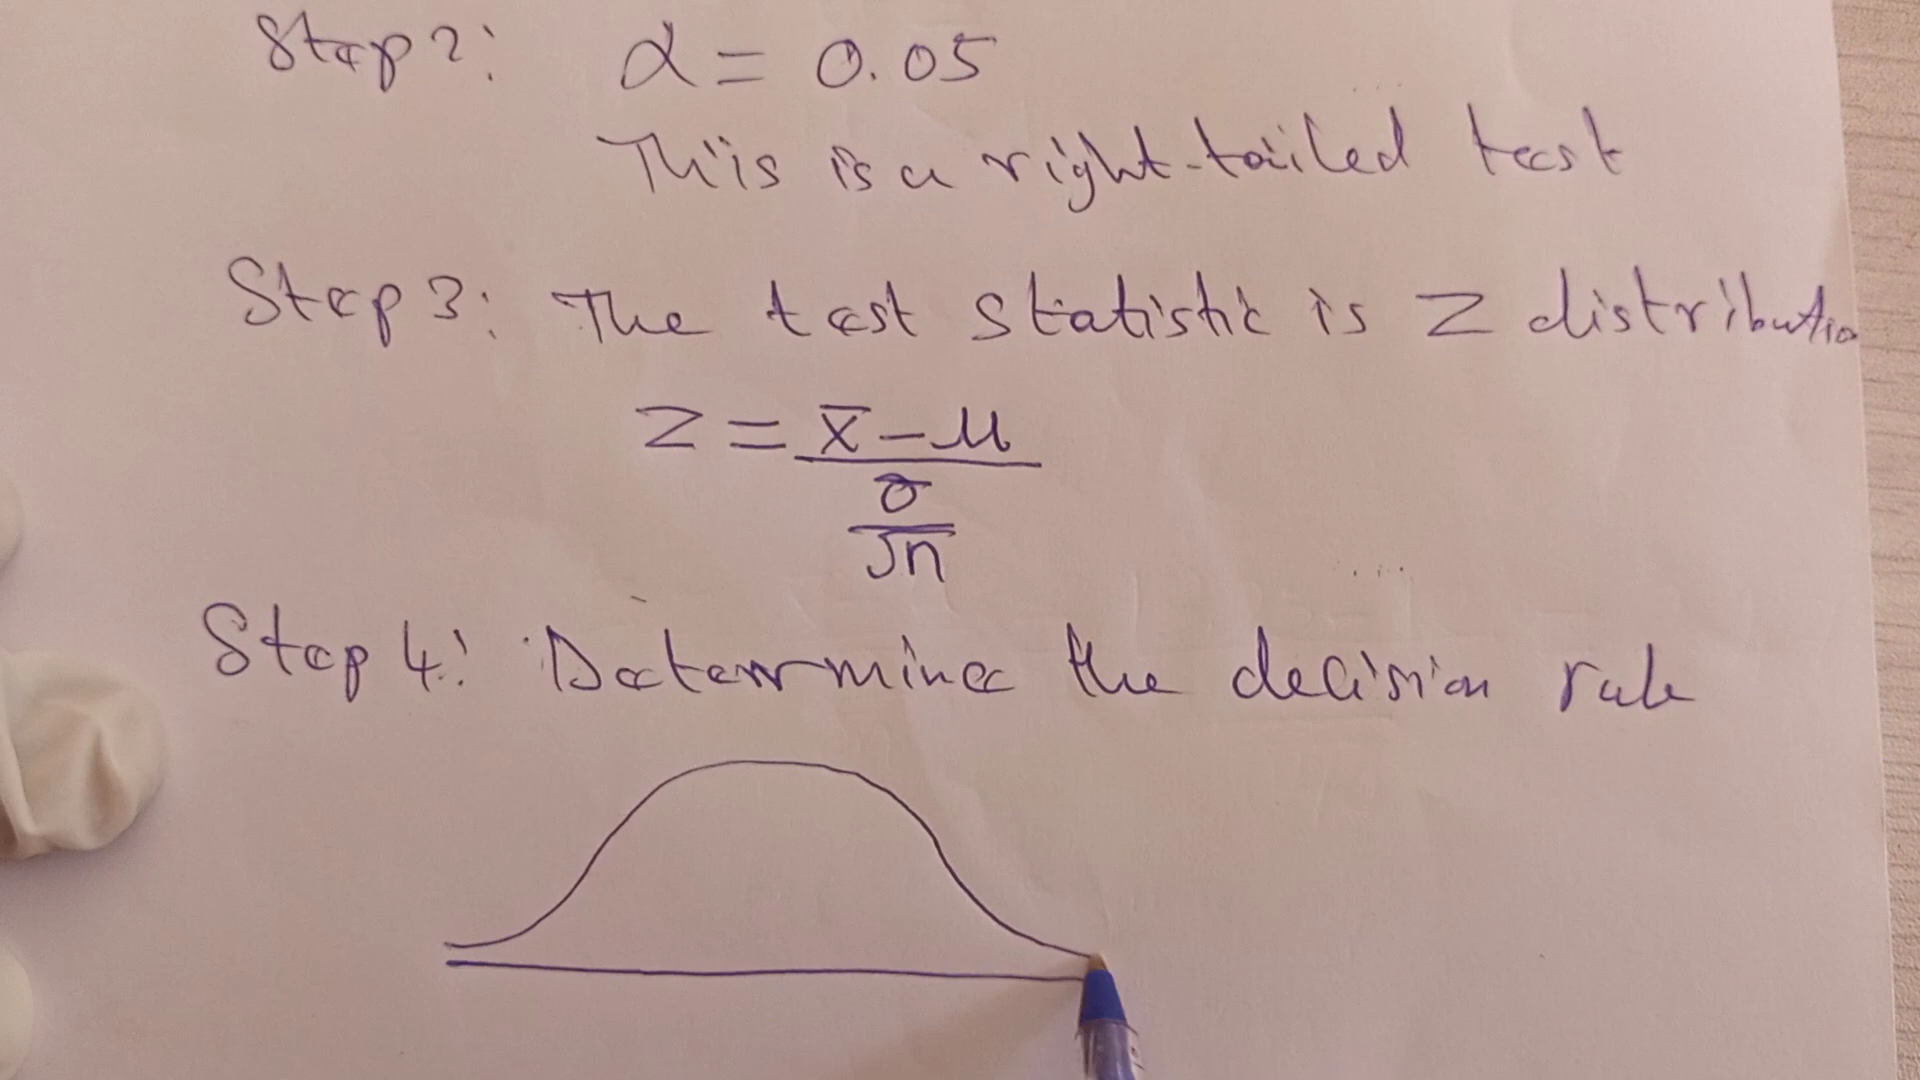 Step 2: α = 0.05
This is a right-tailed test
Step 3: The test statistic is Z distribution
Z = x̄ - μ
σ
√n
Step 4: Determine the decision rule